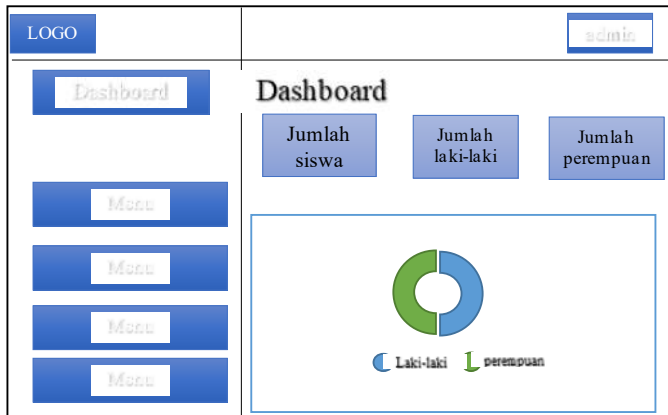 LOGO
admin
Dashboard
Dashboard
Jumlah
siswa
Jumlah
laki-laki
Jumlah
perempuan
Menu
Menu
Menu
Menu
Laki-laki
perempuan